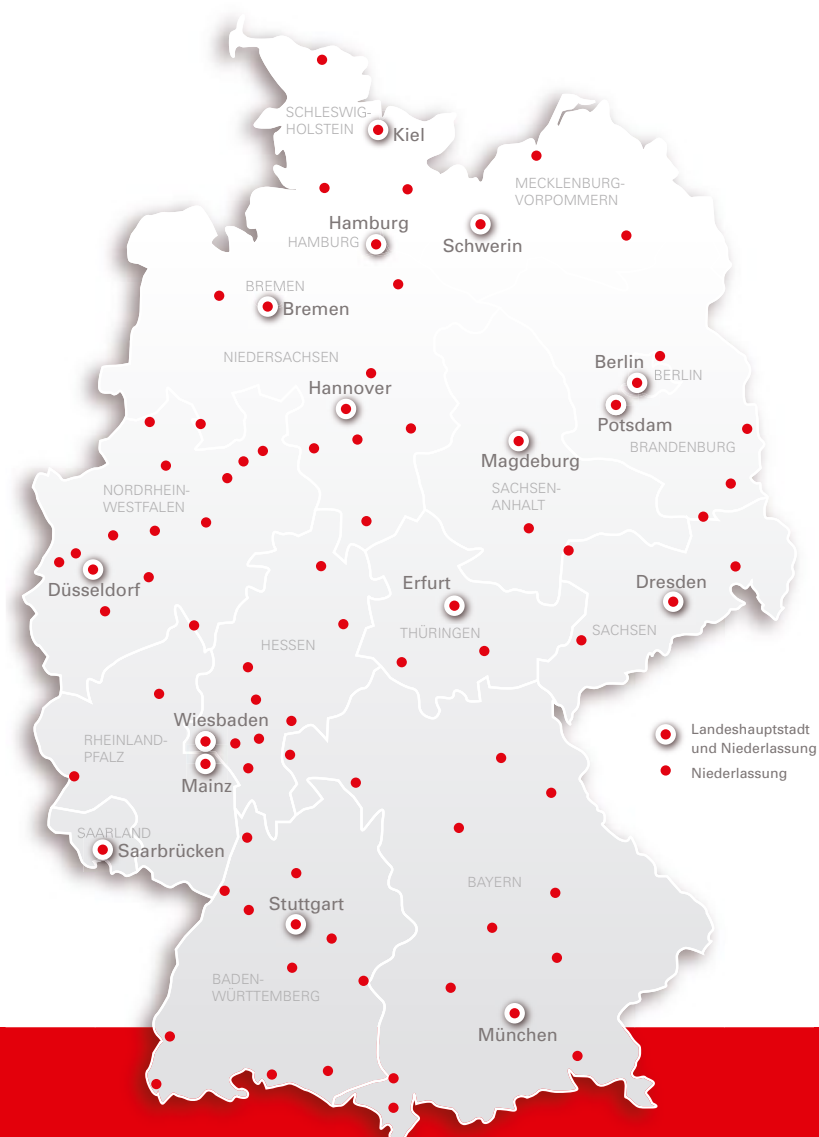 SCHLESWIG-
HOLSTEIN
Kiel
MECKLENBURG-
VORPOMMERN
Hamburg
HAMBURG
Schwerin
BREMEN
Bremen
NIEDERSACHSEN
Hannover
Berlin
BERLIN
Potsdam
BRANDENBURG
Magdeburg
SACHSEN-
ANHALT
NORDRHEIN-
WESTFALEN
Düsseldorf
Erfurt
THÜRINGEN
Dresden
SACHSEN
HESSEN
Wiesbaden
RHEINLAND-
PFALZ
Mainz
Landeshauptstadt
und Niederlassung
Niederlassung
SAARLAND
Saarbrücken
BAYERN
Stuttgart
BADEN-
WÜRTTEMBERG
München